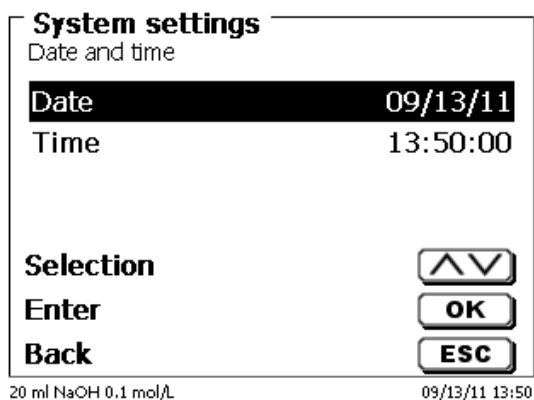 System settings
Date and time
Date 09/13/11
Time 13:50:00
Selection
Enter OK
Back ESC
20 ml NaOH 0.1 mol/L 09/13/11 13:50